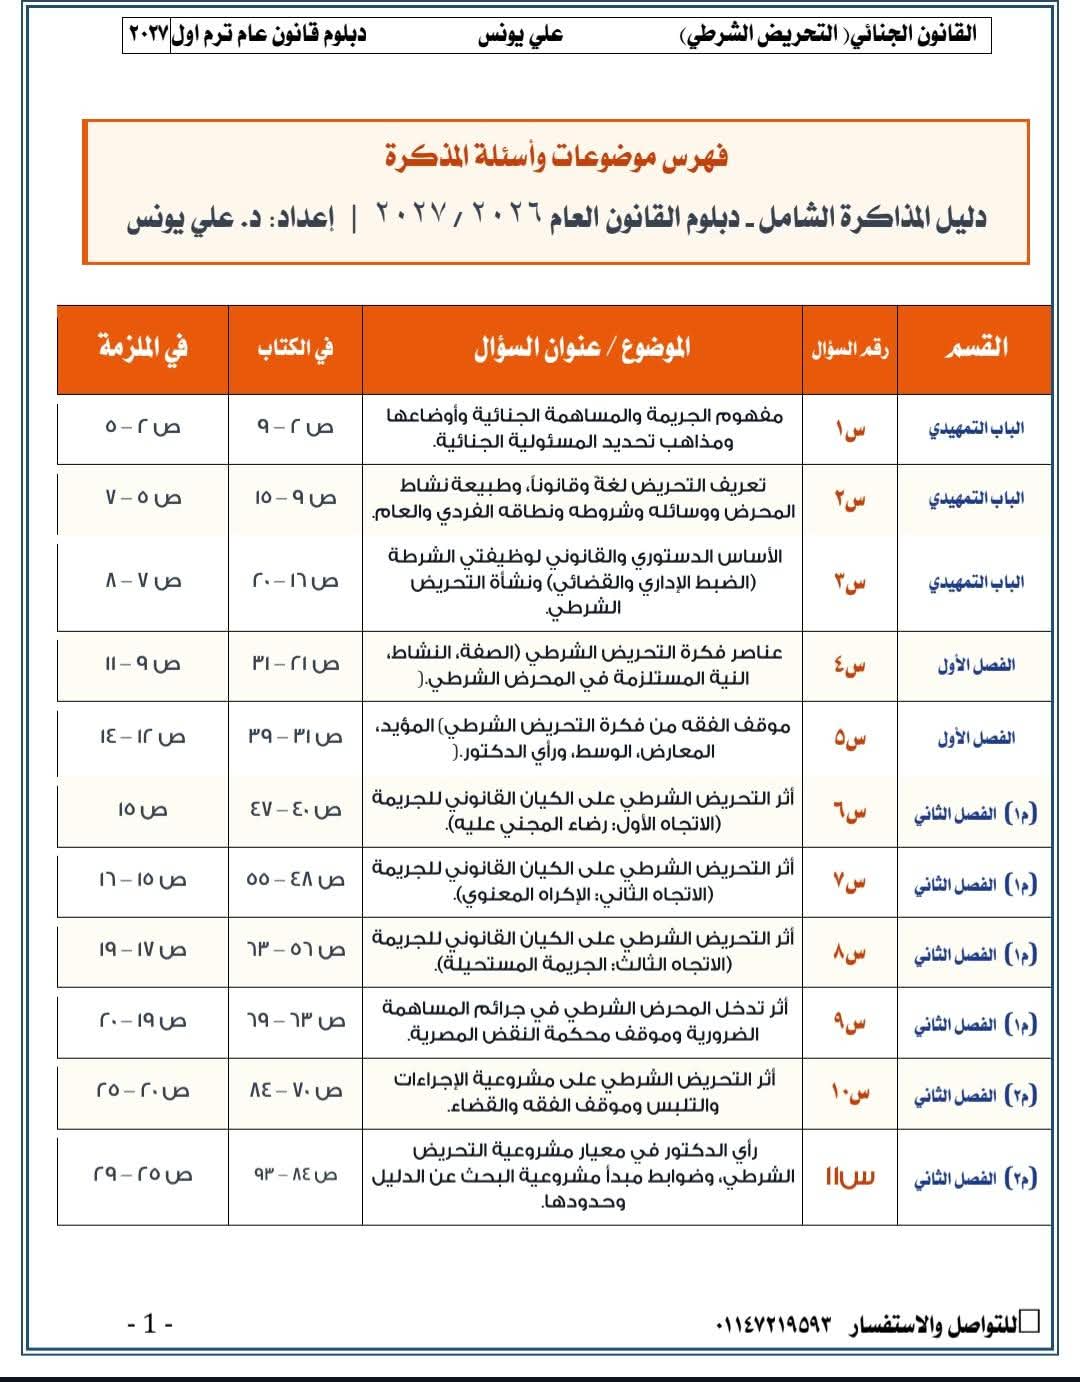 القانون الجنائي( التحريض الشرطي) علي يونس دبلوم قانون عام ترم اول ٢٠٢٧
فهرس موضوعات وأسئلة المذكرة
دليل المذاكرة الشامل ـ دبلوم القانون العام ٢٠٢٦ / ٢٠٢٧ | إعداد: د. علي يونس
القسم رقم السؤال الموضوع / عنوان السؤال في الكتاب في الملزمة
الباب التمهيدي س١ مفهوم الجريمة والمساهمة الجنائية وأوضاعها ص ٢ – ٩ ص ٢ – ٥
ومذاهب تحديد المسئولية الجنائية.
الباب التمهيدي س٢ تعريف التحريض لغةً وقانوناً، وطبيعة نشاط ص ٩ – ١٥ ص ٥ – ٧
المحرض ووسائله وشروطه ونطاقه الفردي والعام.
الباب التمهيدي س٣ الأساس الدستوري والقانوني لوظيفتي الشرطة ص ١٦ – ٢٠ ص ٧ – ٨
(الضبط الإداري والقضائي) ونشأة التحريض
الشرطي.
الفصل الأول س٤ عناصر فكرة التحريض الشرطي (الصفة، النشاط، ص ٢١ – ٣١ ص ٩ – ١١
النية المستلزمة في المحرض الشرطي.(
الفصل الأول س٥ موقف الفقه من فكرة التحريض الشرطي) المؤيد، ص ٣١ – ٣٩ ص ١٢ – ١٤
المعارض، الوسط، ورأي الدكتور.(
(م١) الفصل الثاني س٦ أثر التحريض الشرطي على الكيان القانوني للجريمة ص ٤٠ – ٤٧ ص ١٥
(الاتجاه الأول: رضاء المجني عليه).
(م١) الفصل الثاني س٧ أثر التحريض الشرطي على الكيان القانوني للجريمة ص ٤٨ – ٥٥ ص ١٥ – ١٦
(الاتجاه الثاني: الإكراه المعنوي).
(م١) الفصل الثاني س٨ أثر التحريض الشرطي على الكيان القانوني للجريمة ص ٥٦ – ٦٣ ص ١٧ – ١٩
(الاتجاه الثالث: الجريمة المستحيلة).
(م١) الفصل الثاني س٩ أثر تدخل المحرض الشرطي في جرائم المساهمة ص ٦٣ – ٦٩ ص ١٩ – ٢٠
الضرورية وموقف محكمة النقض المصرية.
(م٢) الفصل الثاني س١٠ أثر التحريض الشرطي على مشروعية الإجراءات ص ٧٠ – ٨٤ ص ٢٠ – ٢٥
والتلبس وموقف الفقه والقضاء.
(م٢) الفصل الثاني س١١ رأي الدكتور في معيار مشروعية التحريض ص ٨٤ – ٩٣ ص ٢٥ – ٢٩
الشرطي، وضوابط مبدأ مشروعية البحث عن الدليل
وحدودها.
للتواصل والاستفسار ٠١١٤٧٢١٩٥٩٣ - 1 -